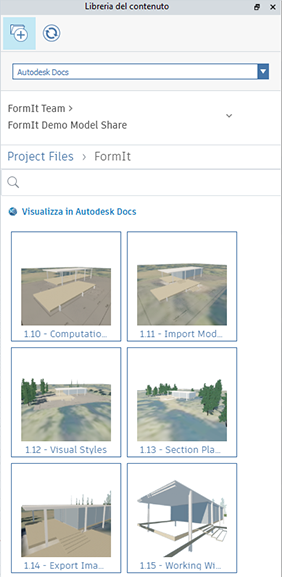 Libreria del contenuto
Autodesk Docs
FormIt Team >
FormIt Demo Model Share
Project Files > FormIt
Visualizza in Autodesk Docs
1.10 - Computatio...
1.11 - Import Mod...
1.12 - Visual Styles
1.13 - Section Pla...
1.14 - Export Ima...
1.15 - Working Wi...